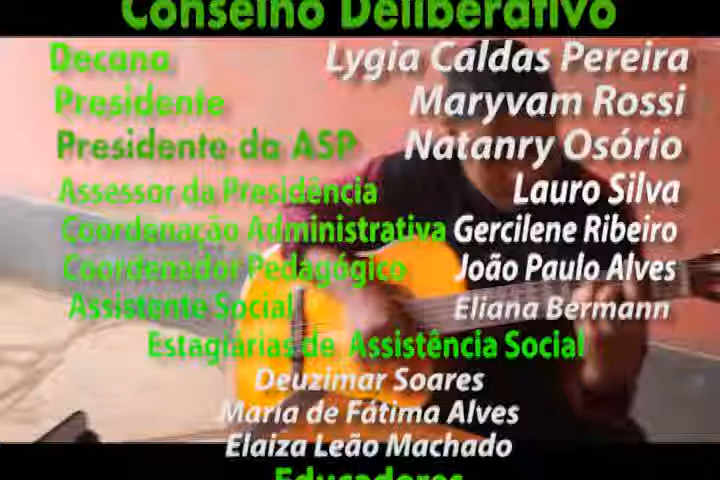 Conselho Deliberativo
Decana Lygia Caldas Pereira
Presidente Maryvam Rossi
Presidente da ASP Natanry Osório
Assessor da Presidência Lauro Silva
Coordenação Administrativa Gercilene Ribeiro
Coordenador Pedagógico João Paulo Alves
Assistente Social Eliana Bermann
Estagiárias de Assistência Social
Deuzimar Soares
Maria de Fátima Alves
Elaiza Leão Machado
Educadores